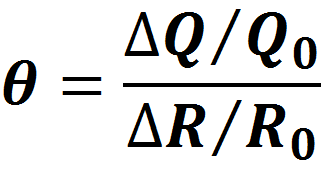 θ = ΔQ/Q₀
ΔR/R₀